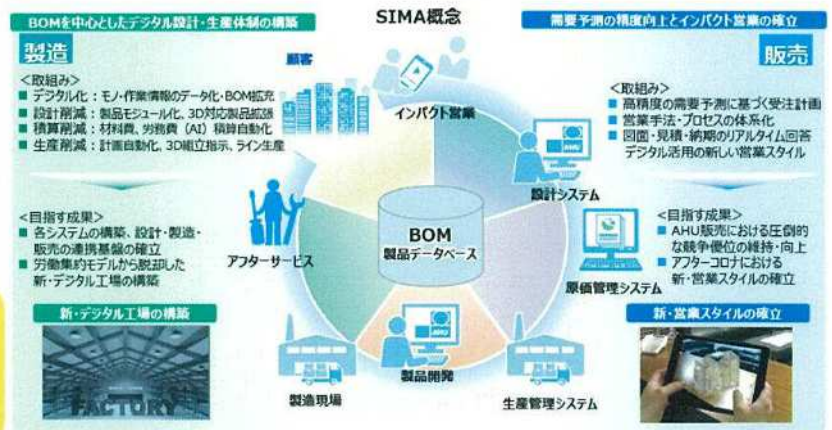 BOMを中心としたデジタル設計・生産体制の構築
SIMA概念
需要予測の精度向上とインパクト営業の確立
製造
顧客
販売
<取組み>
■ デジタル化：モノ・作業情報のデータ化・BOM拡充
■ 設計削減：製品モジュール化、3D対応製品拡張
■ 積算削減：材料費、労務費（AI）積算自動化
■ 生産削減：計画自動化、3D組立指示、ライン生産
<目指す成果>
■ 各システムの構築、設計・製造・
販売の連携基盤の確立
■ 労働集約モデルから脱却した
新・デジタル工場の構築
新・デジタル工場の構築
FACTORY
インパクト営業
AHU
設計システム
原価管理システム
生産管理システム
AHU
製品開発
製造現場
アフターサービス
BOM
製品データベース
<取組み>
■ 高精度の需要予測に基づく受注計画
■ 営業手法・プロセスの体系化
■ 図面・見積・納期のリアルタイム回答
デジタル活用の新しい営業スタイル
<目指す成果>
■ AHU販売における圧倒的
な競争優位の維持・向上
■ アフターコロナにおける
新・営業スタイルの確立
新・営業スタイルの確立